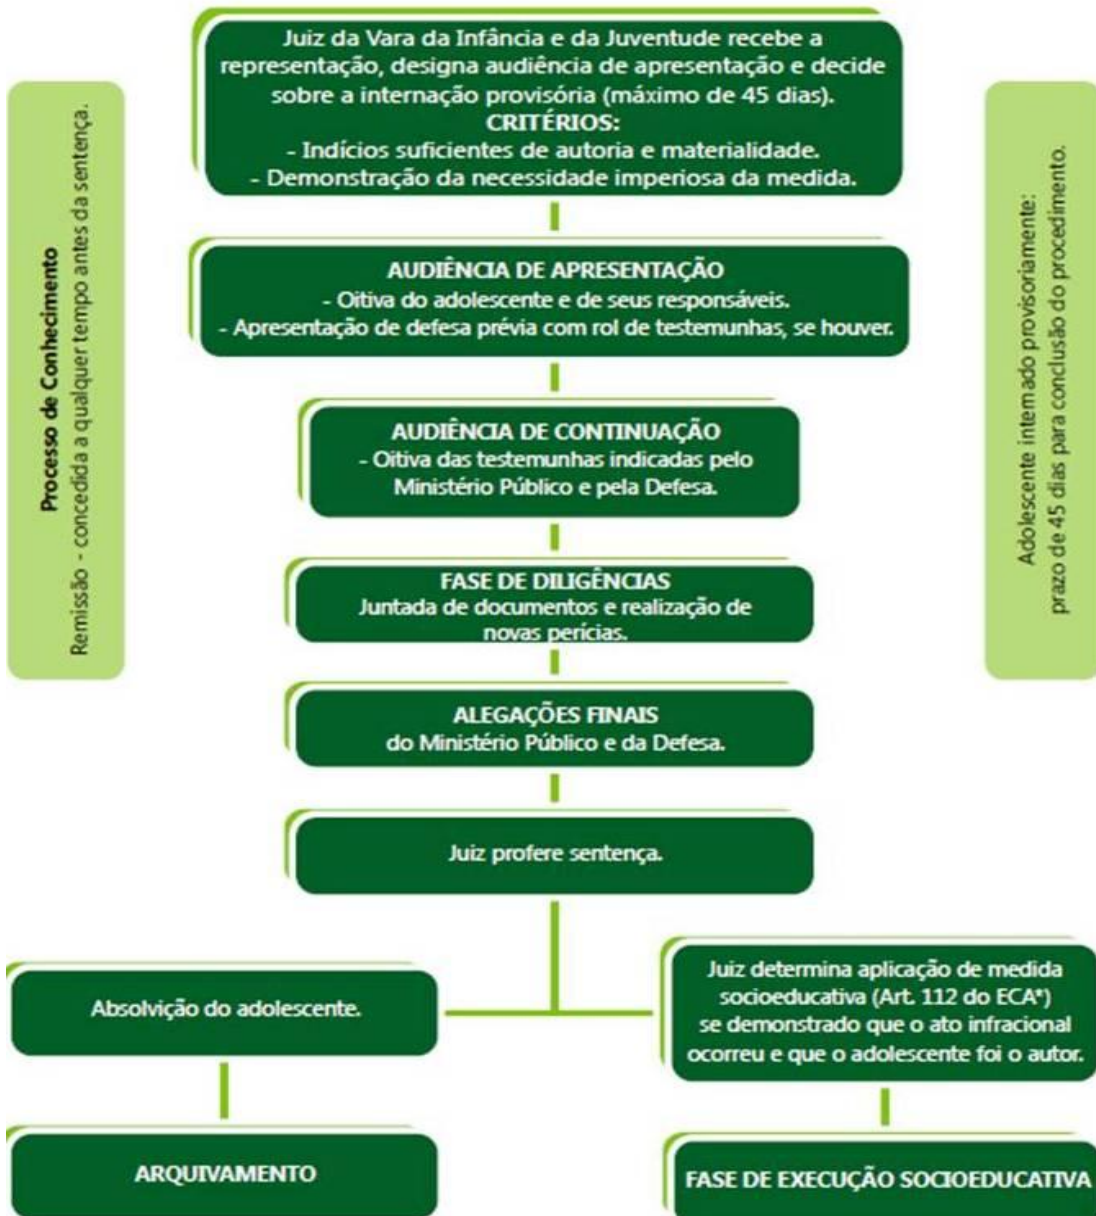 Juiz da Vara da Infância e da Juventude recebe a
representação, designa audiência de apresentação e decide
sobre a internação provisória (máximo de 45 dias).
CRITÉRIOS:
- Indícios suficientes de autoria e materialidade.
- Demonstração da necessidade imperiosa da medida.
Processo de Conhecimento
Remissão - concedida a qualquer tempo antes da sentença.
Adolescente internado provisoriamente:
prazo de 45 dias para conclusão do procedimento.
AUDIÊNCIA DE APRESENTAÇÃO
- Oitiva do adolescente e de seus responsáveis.
- Apresentação de defesa prévia com rol de testemunhas, se houver.
AUDIÊNCIA DE CONTINUAÇÃO
- Oitiva das testemunhas indicadas pelo
Ministério Público e pela Defesa.
FASE DE DILIGÊNCIAS
Juntada de documentos e realização de
novas perícias.
ALEGAÇÕES FINAIS
do Ministério Público e da Defesa.
Juiz profere sentença.
Absolvição do adolescente.
Juiz determina aplicação de medida
socioeducativa (Art. 112 do ECA*)
se demonstrado que o ato infracional
ocorreu e que o adolescente foi o autor.
ARQUIVAMENTO
FASE DE EXECUÇÃO SOCIOEDUCATIVA